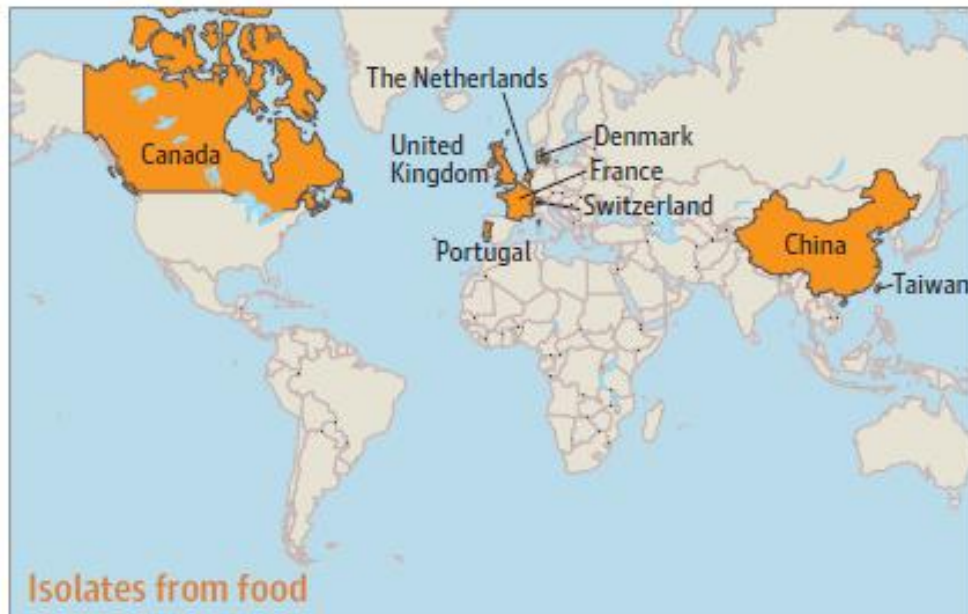 The Netherlands
Canada
United
Kingdom
Denmark
France
Switzerland
Portugal
China
Taiwan
Isolates from food